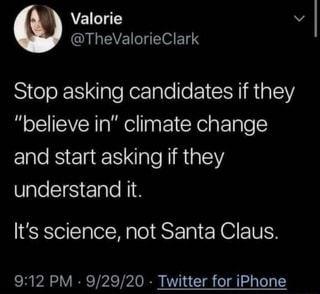 Valorie
@TheValorieClark
Stop asking candidates if they
"believe in" climate change
and start asking if they
understand it.
It's science, not Santa Claus.
9:12 PM · 9/29/20 · Twitter for iPhone